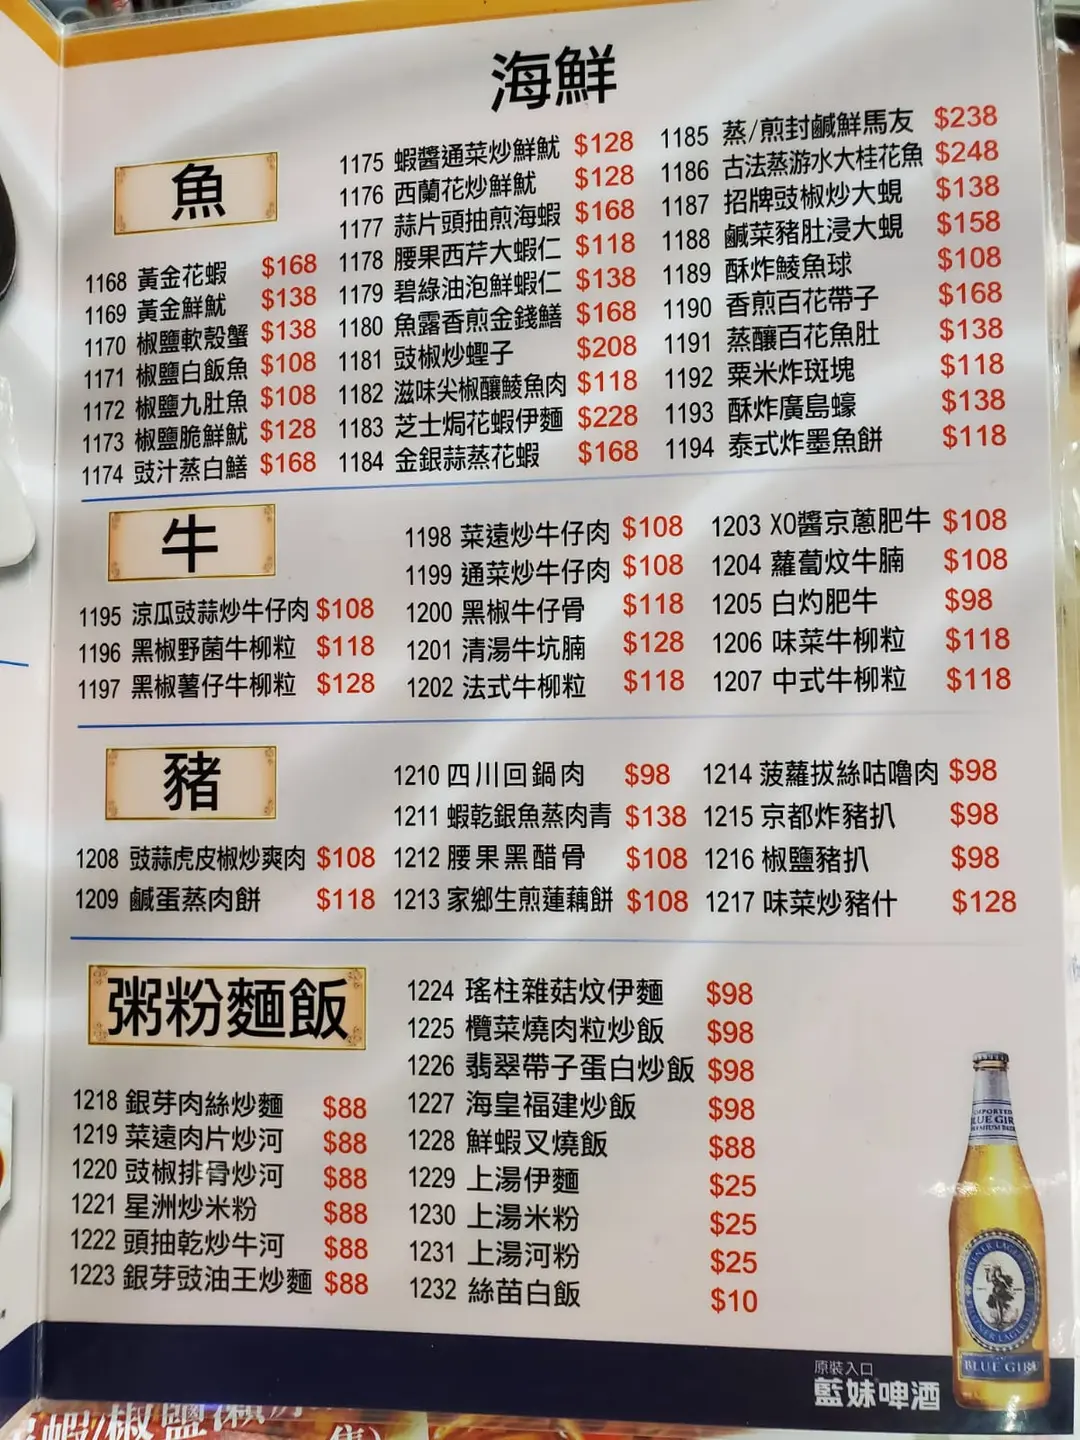 海鮮
魚
1168 黃金花蝦 $168
1169 黃金鮮魷 $138
1170 椒鹽軟殼蟹 $138
1171 椒鹽白飯魚 $108
1172 椒鹽九肚魚 $108
1173 椒鹽脆鮮魷 $128
1174 豉汁蒸白鱔 $168
1175 蝦醬通菜炒鮮魷 $128
1176 西蘭花炒鮮魷 $128
1177 蒜片頭抽煎海蝦 $168
1178 腰果西芹大蝦仁 $118
1179 碧綠油泡鮮蝦仁 $138
1180 魚露香煎金錢鱔 $168
1181 豉椒炒蟶子 $208
1182 滋味尖椒釀鯪魚肉 $118
1183 芝士焗花蝦伊麵 $228
1184 金銀蒜蒸花蝦 $168
1185 蒸/煎封鹹鮮馬友 $238
1186 古法蒸游水大桂花魚 $248
1187 招牌豉椒炒大蜆 $138
1188 鹹菜豬肚浸大蜆 $158
1189 酥炸鯪魚球 $108
1190 香煎百花帶子 $168
1191 蒸釀百花魚肚 $138
1192 粟米炸斑塊 $118
1193 酥炸廣島蠔 $138
1194 泰式炸墨魚餅 $118
牛
1195 涼瓜豉蒜炒牛仔肉 $108
1196 黑椒野菌牛柳粒 $118
1197 黑椒薯仔牛柳粒 $128
1198 菜遠炒牛仔肉 $108
1199 通菜炒牛仔肉 $108
1200 黑椒牛仔骨 $118
1201 清湯牛坑腩 $128
1202 法式牛柳粒 $118
1203 XO醬京蔥肥牛 $108
1204 蘿蔔炆牛腩 $108
1205 白灼肥牛 $98
1206 味菜牛柳粒 $118
1207 中式牛柳粒 $118
豬
1208 豉蒜虎皮椒炒爽肉 $108
1209 鹹蛋蒸肉餅 $118
1210 四川回鍋肉 $98
1211 蝦乾銀魚蒸肉青 $138
1212 腰果黑醋骨 $108
1213 家鄉生煎蓮藕餅 $108
1214 菠蘿拔絲咕嚕肉 $98
1215 京都炸豬扒 $98
1216 椒鹽豬扒 $98
1217 味菜炒豬什 $128
粥粉麵飯
1218 銀芽肉絲炒麵 $88
1219 菜遠肉片炒河 $88
1220 豉椒排骨炒河 $88
1221 星洲炒米粉 $88
1222 頭抽乾炒牛河 $88
1223 銀芽豉油王炒麵 $88
1224 瑤柱雜菇炆伊麵 $98
1225 欖菜燒肉粒炒飯 $98
1226 翡翠帶子蛋白炒飯 $98
1227 海皇福建炒飯 $98
1228 鮮蝦叉燒飯 $88
1229 上湯伊麵 $25
1230 上湯米粉 $25
1231 上湯河粉 $25
1232 絲苗白飯 $10
IMPORTED
BLUE GIRL
PREMIUM BEER
BLUE GIRL
原裝入口
藍妹啤酒
蝦/椒鹽瀨